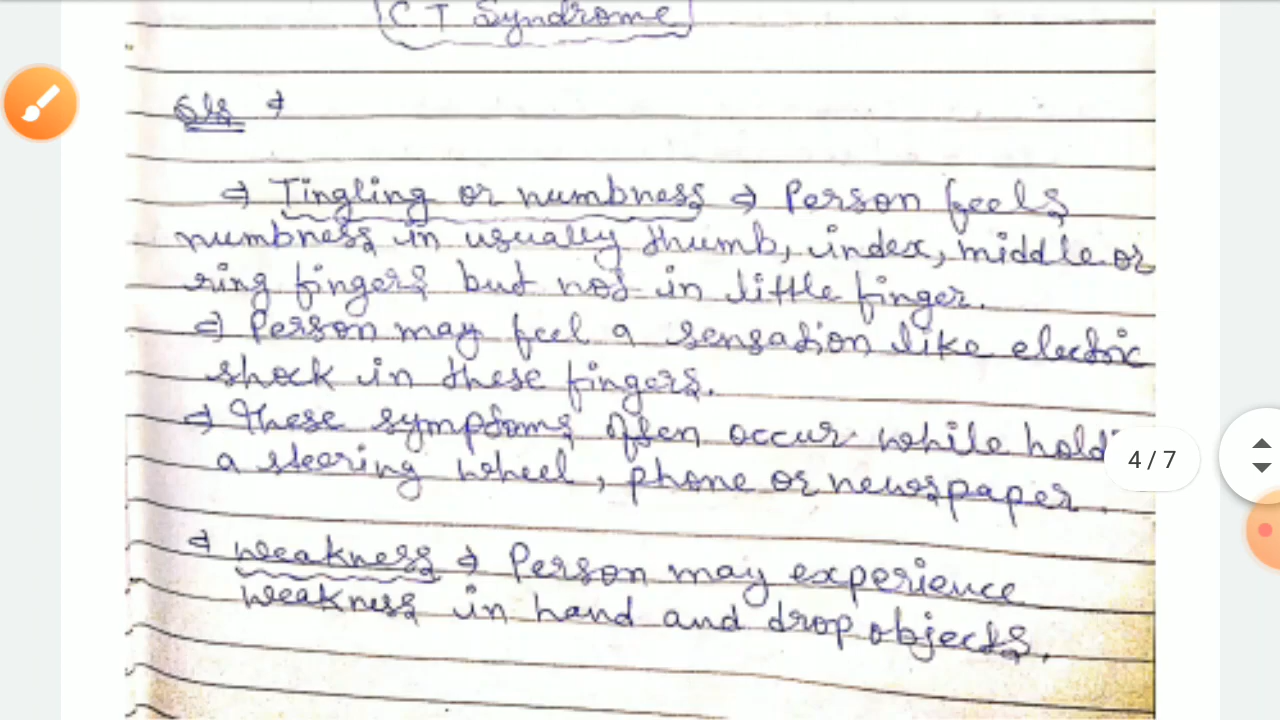 C T Syndrome
S/s →
→ Tingling or numbness → Person feels
numbness in usually thumb, index, middle or
ring fingers but not in little finger.
→ Person may feel a sensation like electric
shock in these fingers.
→ These symptoms often occur while hold
a steering wheel, phone or newspaper.
4 / 7
→ weakness → Person may experience
weakness in hand and drop objects.